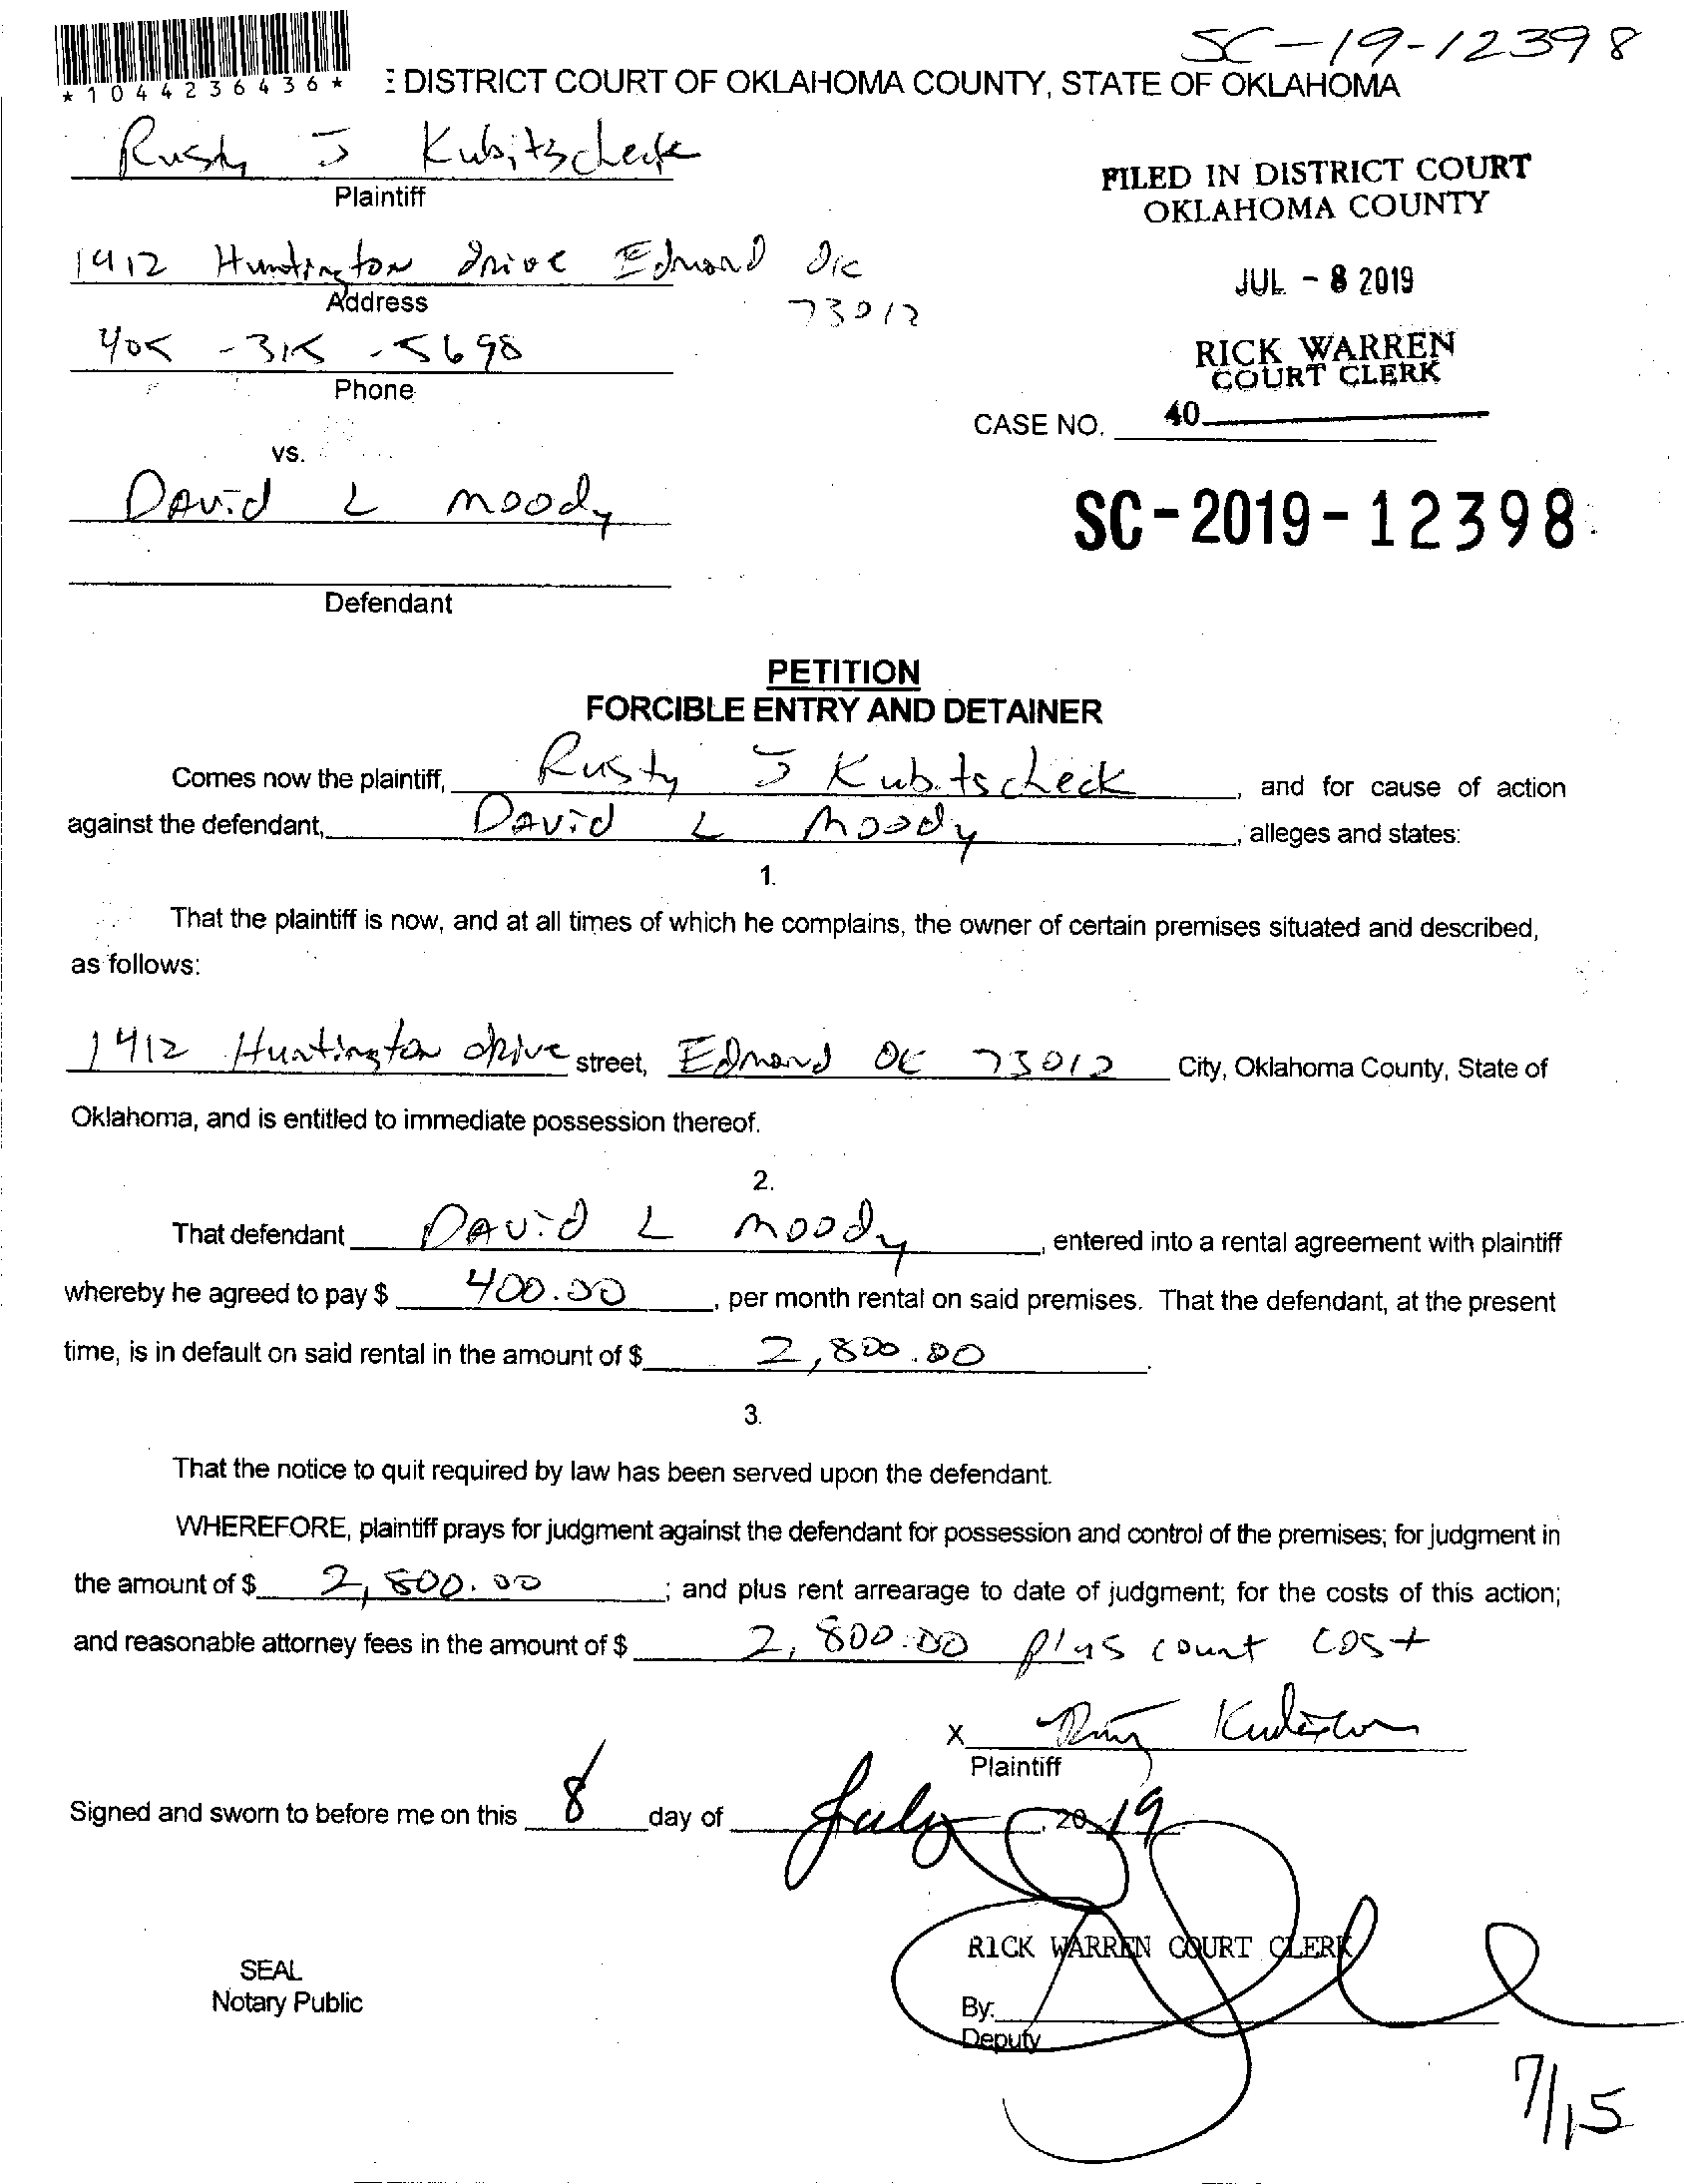 SC-19-12398
*1044236436*
E DISTRICT COURT OF OKLAHOMA COUNTY, STATE OF OKLAHOMA
Rusty J Kubitscheck
Plaintiff
FILED IN DISTRICT COURT
OKLAHOMA COUNTY
1412 Huntington Drive Edmond OK
Address
73012
JUL - 8 2019
405 - 315 - 5698
Phone
RICK WARREN
COURT CLERK
CASE NO.
40
vs.
David L Moody
SC-2019-12398
Defendant
PETITION
FORCIBLE ENTRY AND DETAINER
Comes now the plaintiff, Rusty J Kubitscheck, and for cause of action
against the defendant, David L Moody, alleges and states:
1.
That the plaintiff is now, and at all times of which he complains, the owner of certain premises situated and described,
as follows:
1412 Huntington drive street, Edmond OK 73012 City, Oklahoma County, State of
Oklahoma, and is entitled to immediate possession thereof.
2.
That defendant David L Moody, entered into a rental agreement with plaintiff
whereby he agreed to pay $ 400.00, per month rental on said premises. That the defendant, at the present
time, is in default on said rental in the amount of $ 2,800.00.
3.
That the notice to quit required by law has been served upon the defendant.
WHEREFORE, plaintiff prays for judgment against the defendant for possession and control of the premises; for judgment in
the amount of $ 2,800.00; and plus rent arrearage to date of judgment; for the costs of this action;
and reasonable attorney fees in the amount of $ 2,800.00 plus court cost
X
Plaintiff
Signed and sworn to before me on this 8 day of July, 2019
RICK WARREN COURT CLERK
SEAL
Notary Public
By:
Deputy
7/15